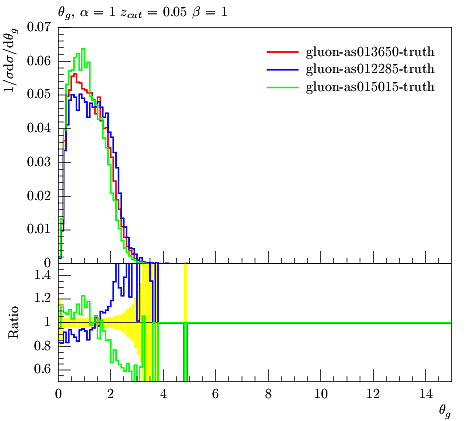 θg, α = 1 zcut = 0.05 β = 1
1/σdσ/dθg
gluon-as013650-truth
gluon-as012285-truth
gluon-as015015-truth
0.07
0.06
0.05
0.04
0.03
0.02
0.01
0
Ratio
1.4
1.2
1
0.8
0.6
0 2 4 6 8 10 12 14
θg